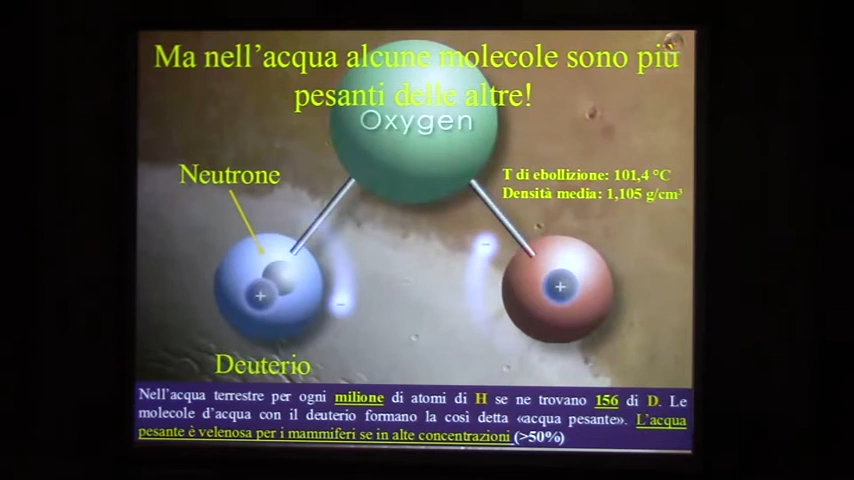 Ma nell'acqua alcune molecole sono più
pesanti delle altre!
Oxygen
Neutrone
T di ebollizione: 101,4 °C
Densità media: 1,105 g/cm³
-
-
+
+
Deuterio
Nell'acqua terrestre per ogni milione di atomi di H se ne trovano 156 di D. Le
molecole d'acqua con il deuterio formano la così detta «acqua pesante». L'acqua
pesante è velenosa per i mammiferi se in alte concentrazioni (>50%)